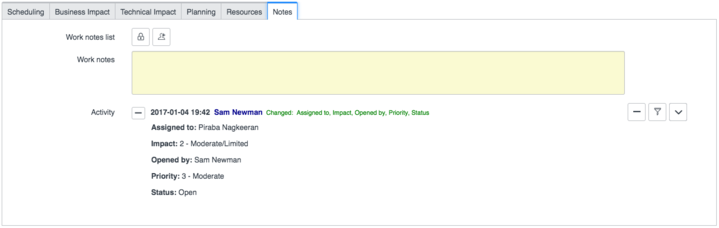 Scheduling Business Impact Technical Impact Planning Resources Notes
Work notes list
Work notes
Activity 2017-01-04 19:42 Sam Newman Changed: Assigned to, Impact, Opened by, Priority, Status
Assigned to: Piraba Nagkeeran
Impact: 2 - Moderate/Limited
Opened by: Sam Newman
Priority: 3 - Moderate
Status: Open